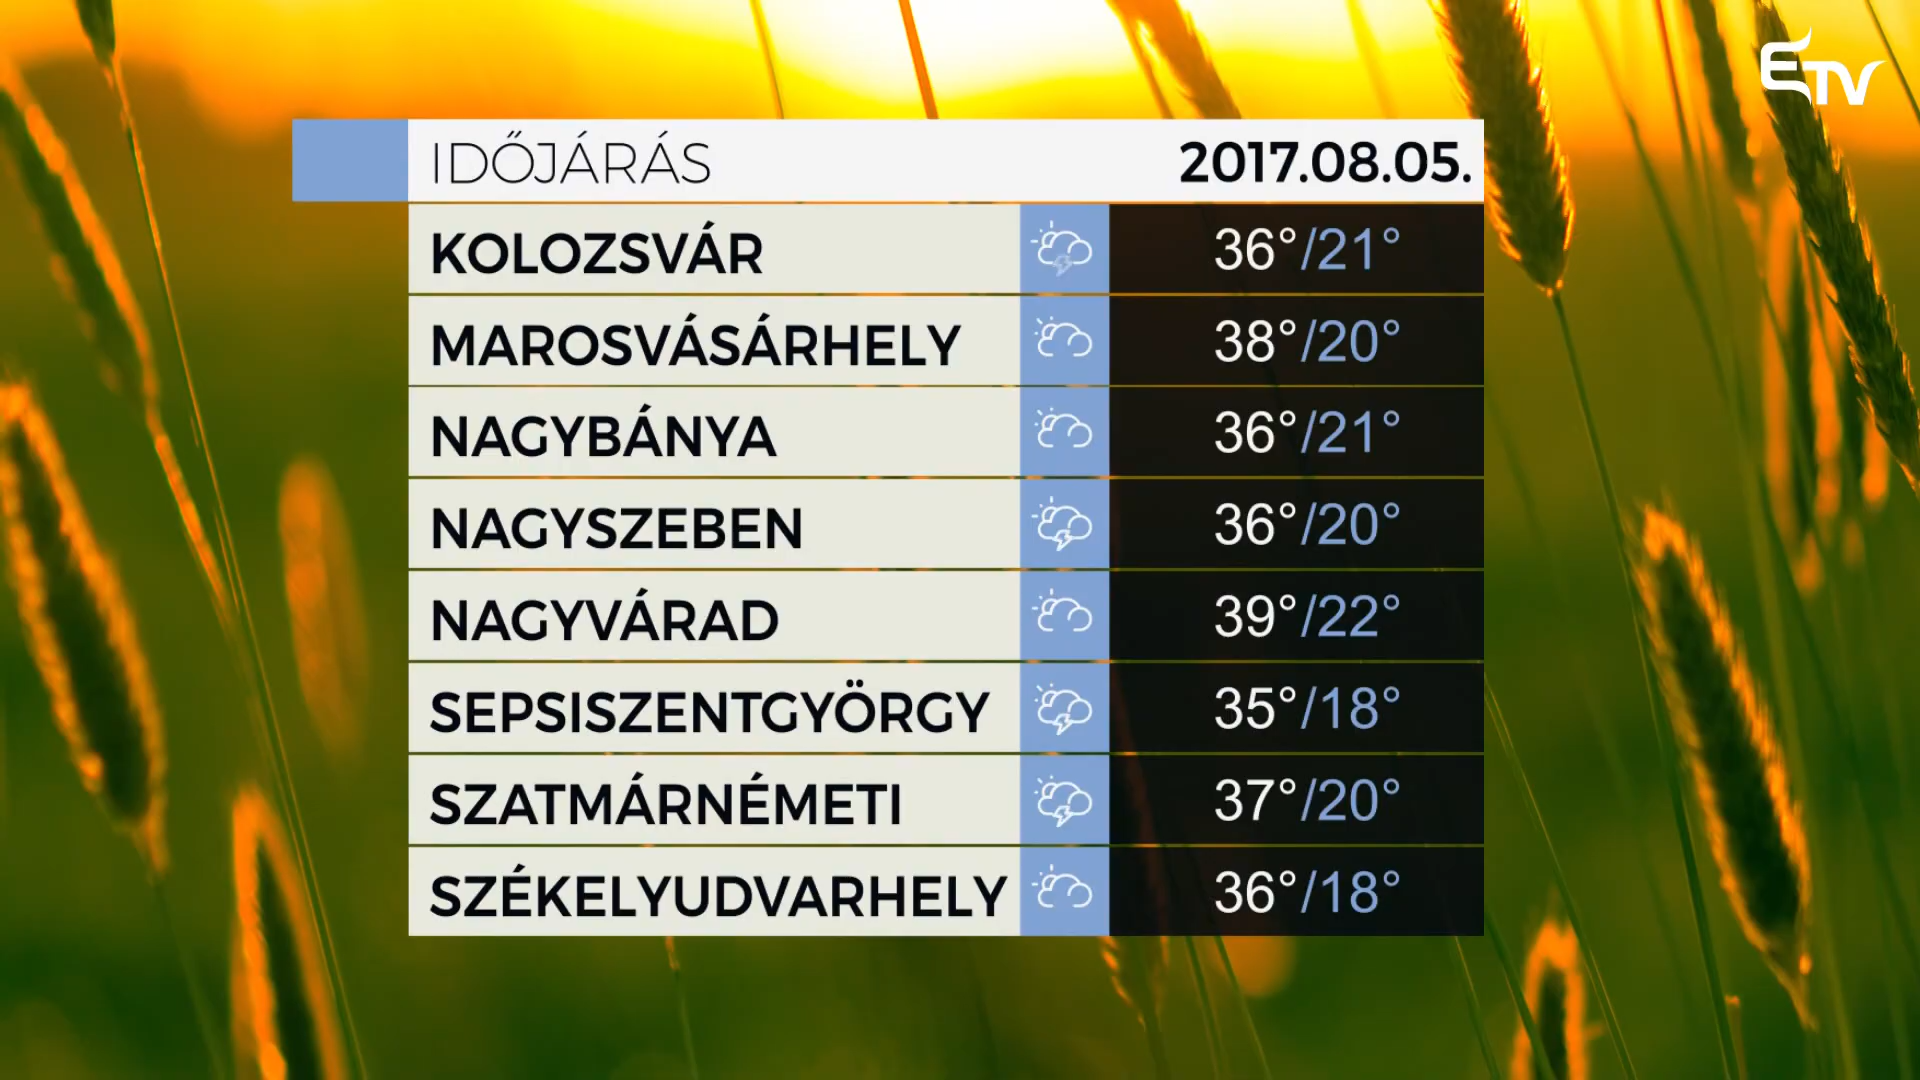 ETV
IDŐJÁRÁS 2017.08.05.
KOLOZSVÁR 36°/21°
MAROSVÁSÁRHELY 38°/20°
NAGYBÁNYA 36°/21°
NAGYSZEBEN 36°/20°
NAGYVÁRAD 39°/22°
SEPSISZENTGYÖRGY 35°/18°
SZATMÁRNÉMETI 37°/20°
SZÉKELYUDVARHELY 36°/18°